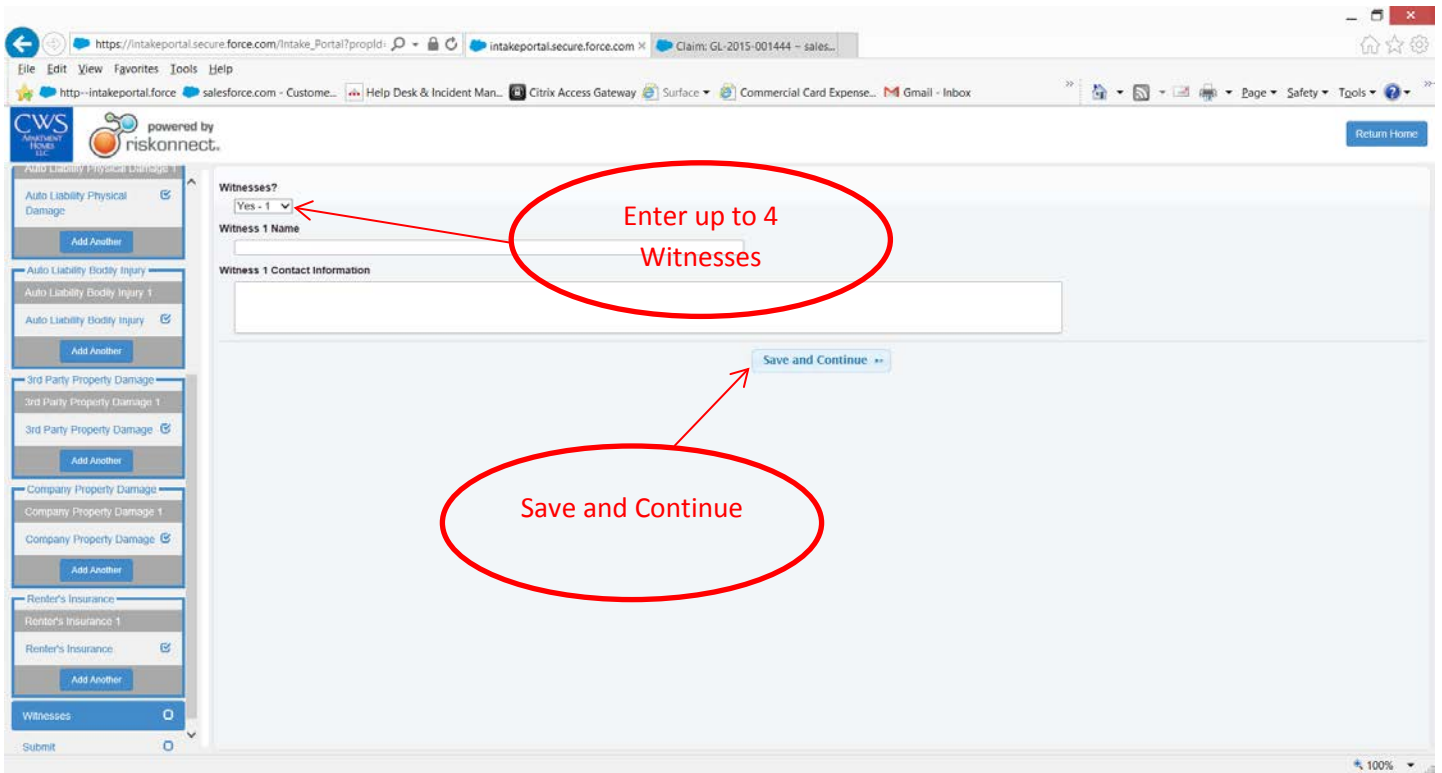 https://intakeportal.secure.force.com/Intake_Portal?propId=
intakeportal.secure.force.com
Claim: GL-2015-001444 ~ sales...
File Edit View Favorites Tools Help
http--intakeportal.force
salesforce.com - Custome...
Help Desk & Incident Man...
Citrix Access Gateway
Surface
Commercial Card Expense...
Gmail - Inbox
Page Safety Tools
CWS
APARTMENT
HOMES
LLC
powered by
riskonnect.
Return Home
Auto Liability Physical Damage 1
Auto Liability Physical
Damage
Add Another
Auto Liability Bodily Injury
Auto Liability Bodily Injury 1
Auto Liability Bodily Injury
Add Another
3rd Party Property Damage
3rd Party Property Damage 1
3rd Party Property Damage
Add Another
Company Property Damage
Company Property Damage 1
Company Property Damage
Add Another
Renter's Insurance
Renter's Insurance 1
Renter's Insurance
Add Another
Witnesses
Submit
Witnesses?
Yes - 1
Witness 1 Name
Witness 1 Contact Information
Enter up to 4
Witnesses
Save and Continue
Save and Continue
100%